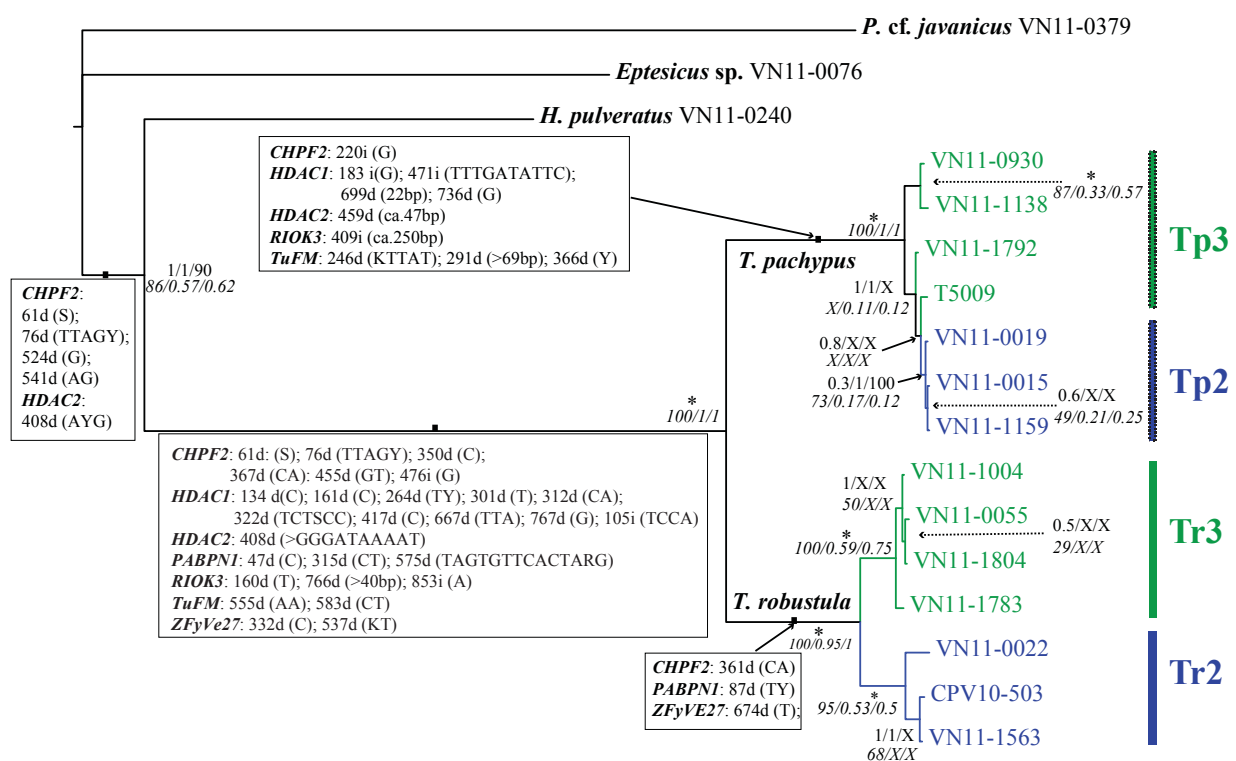 P. cf. javanicus VN11-0379
Eptesicus sp. VN11-0076
H. pulveratus VN11-0240
CHPF2: 220i (G)
HDAC1: 183 i(G); 471i (TTTGATATTC);
699d (22bp); 736d (G)
HDAC2: 459d (ca.47bp)
RIOK3: 409i (ca.250bp)
TuFM: 246d (KTTAT); 291d (>69bp); 366d (Y)
CHPF2:
61d (S);
76d (TTAGY);
524d (G);
541d (AG)
HDAC2:
408d (AYG)
1/1/90
86/0.57/0.62
*
100/1/1
T. pachypus
VN11-0930
VN11-1138
*
87/0.33/0.57
VN11-1792
1/1/X
X/0.11/0.12
T5009
0.8/X/X
X/X/X
VN11-0019
0.3/1/100
73/0.17/0.12
VN11-0015
0.6/X/X
49/0.21/0.25
VN11-1159
Tp3
Tp2
*
100/1/1
CHPF2: 61d: (S); 76d (TTAGY); 350d (C);
367d (CA): 455d (GT); 476i (G)
HDAC1: 134 d(C); 161d (C); 264d (TY); 301d (T); 312d (CA);
322d (TCTSCC); 417d (C); 667d (TTA); 767d (G); 105i (TCCA)
HDAC2: 408d (>GGGATAAAAT)
PABPN1: 47d (C); 315d (CT); 575d (TAGTGTTCACTARG)
RIOK3: 160d (T); 766d (>40bp); 853i (A)
TuFM: 555d (AA); 583d (CT)
ZFyVe27: 332d (C); 537d (KT)
T. robustula
*
100/0.95/1
CHPF2: 361d (CA)
PABPN1: 87d (TY)
ZFyVE27: 674d (T);
VN11-1004
1/X/X
50/X/X
VN11-0055
0.5/X/X
29/X/X
*
100/0.59/0.75
VN11-1804
VN11-1783
Tr3
VN11-0022
*
95/0.53/0.5
CPV10-503
1/1/X
68/X/X
VN11-1563
Tr2